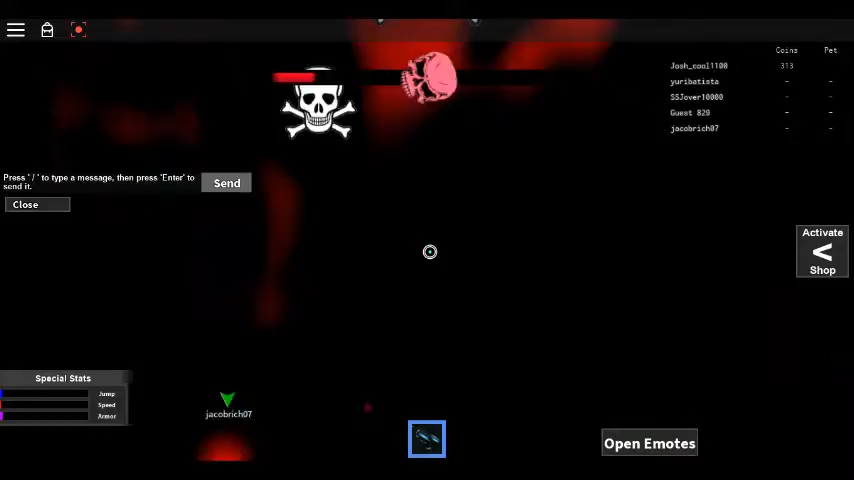 Coins Pet
Josh_cool1100 313
yuribatista - -
SSJover10000 - -
Guest 829 - -
jacobrich07 - -
Press '/' to type a message, then press 'Enter' to
send it.
Send
Close
Activate
<
Shop
Special Stats
Jump
Speed
Armor
jacobrich07
Open Emotes